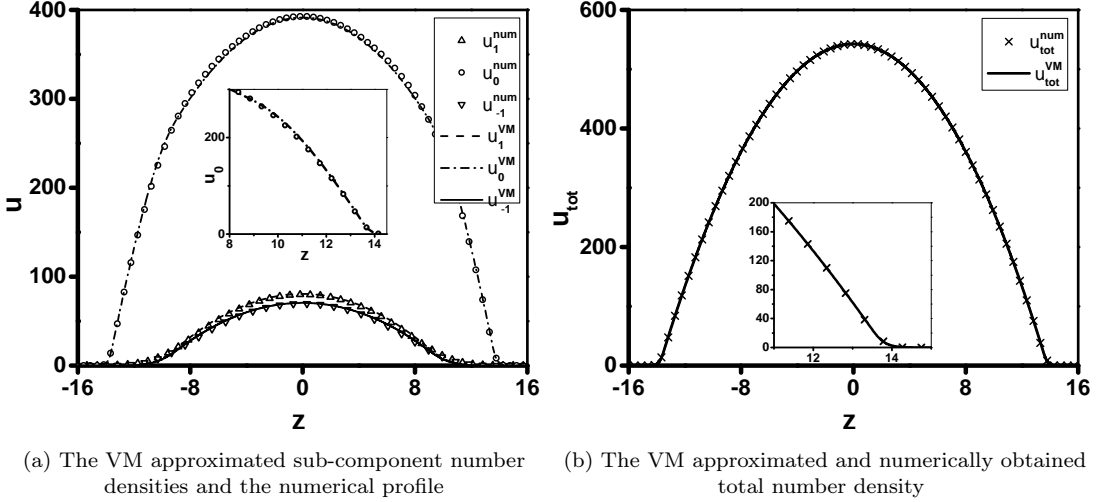 400
300
200
100
0
u
-16
-8
0
8
16
z
u_1^num
u_0^num
u_-1^num
u_1^VM
u_0^VM
u_-1^VM
200
0
u_0
8
10
12
14
z
600
400
200
0
u_tot
-16
-8
0
8
16
z
u_tot^num
u_tot^VM
200
160
120
80
40
0
12
14
(a) The VM approximated sub-component number
densities and the numerical profile
(b) The VM approximated and numerically obtained
total number density